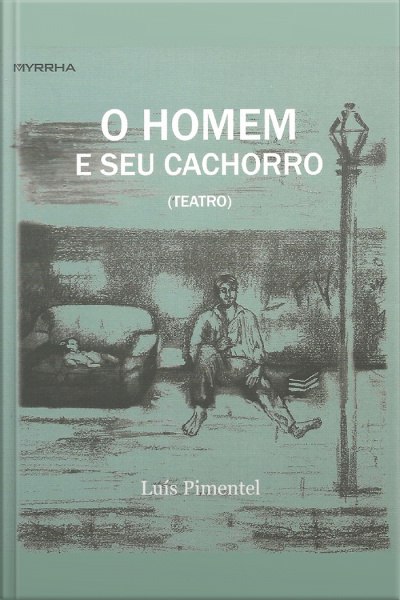 MYRRHA
O HOMEM
E SEU CACHORRO
(TEATRO)
Luís Pimentel